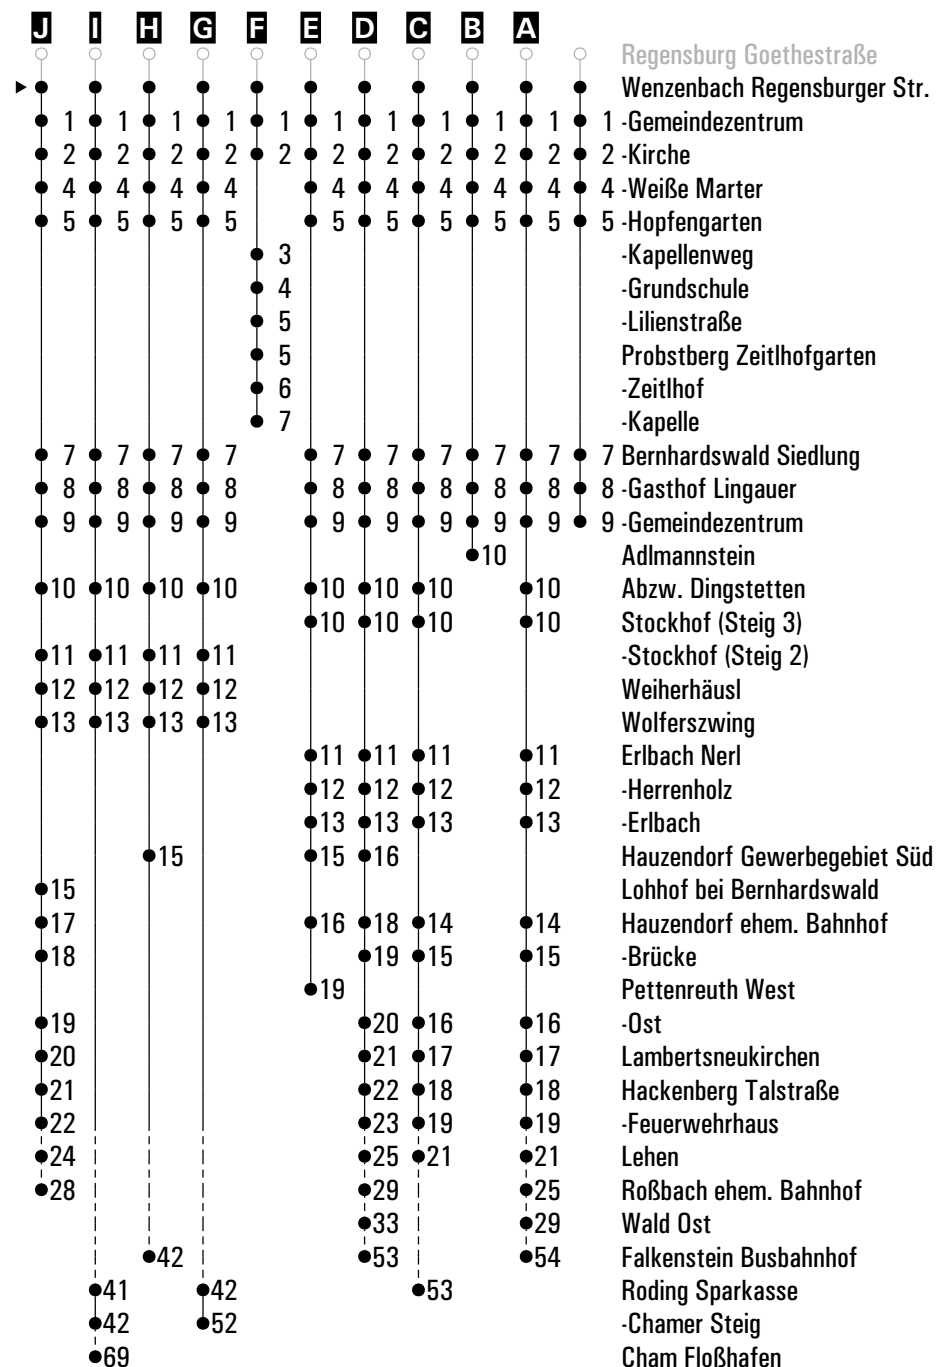 J I H G F E D C B A
Regensburg Goethestraße
Wenzenbach Regensburger Str.
1 1 1 1 1 1 1 1 1 1 1 -Gemeindezentrum
2 2 2 2 2 2 2 2 2 2 2 -Kirche
4 4 4 4 4 4 4 4 4 4 -Weiße Marter
5 5 5 5 5 5 5 5 5 5 -Hopfengarten
3 -Kapellenweg
4 -Grundschule
5 -Lilienstraße
5 Probstberg Zeitlhofgarten
6 -Zeitlhof
7 -Kapelle
7 7 7 7 7 7 7 7 7 7 Bernhardswald Siedlung
8 8 8 8 8 8 8 8 8 8 -Gasthof Lingauer
9 9 9 9 9 9 9 9 9 9 -Gemeindezentrum
10 Adlmannstein
10 10 10 10 10 10 10 10 Abzw. Dingstetten
10 10 10 10 Stockhof (Steig 3)
11 11 11 11 -Stockhof (Steig 2)
12 12 12 12 Weiherhäusl
13 13 13 13 Wolferszwing
11 11 11 11 Erlbach Nerl
12 12 12 12 -Herrenholz
13 13 13 13 -Erlbach
15 15 16 Hauzendorf Gewerbegebiet Süd
15 Lohhof bei Bernhardswald
17 16 18 14 14 Hauzendorf ehem. Bahnhof
18 19 15 15 -Brücke
19 Pettenreuth West
19 20 16 16 -Ost
20 21 17 17 Lambertsneukirchen
21 22 18 18 Hackenberg Talstraße
22 23 19 19 -Feuerwehrhaus
24 25 21 21 Lehen
28 29 25 Roßbach ehem. Bahnhof
33 29 Wald Ost
42 53 54 Falkenstein Busbahnhof
41 42 53 Roding Sparkasse
42 52 -Chamer Steig
69 Cham Floßhafen